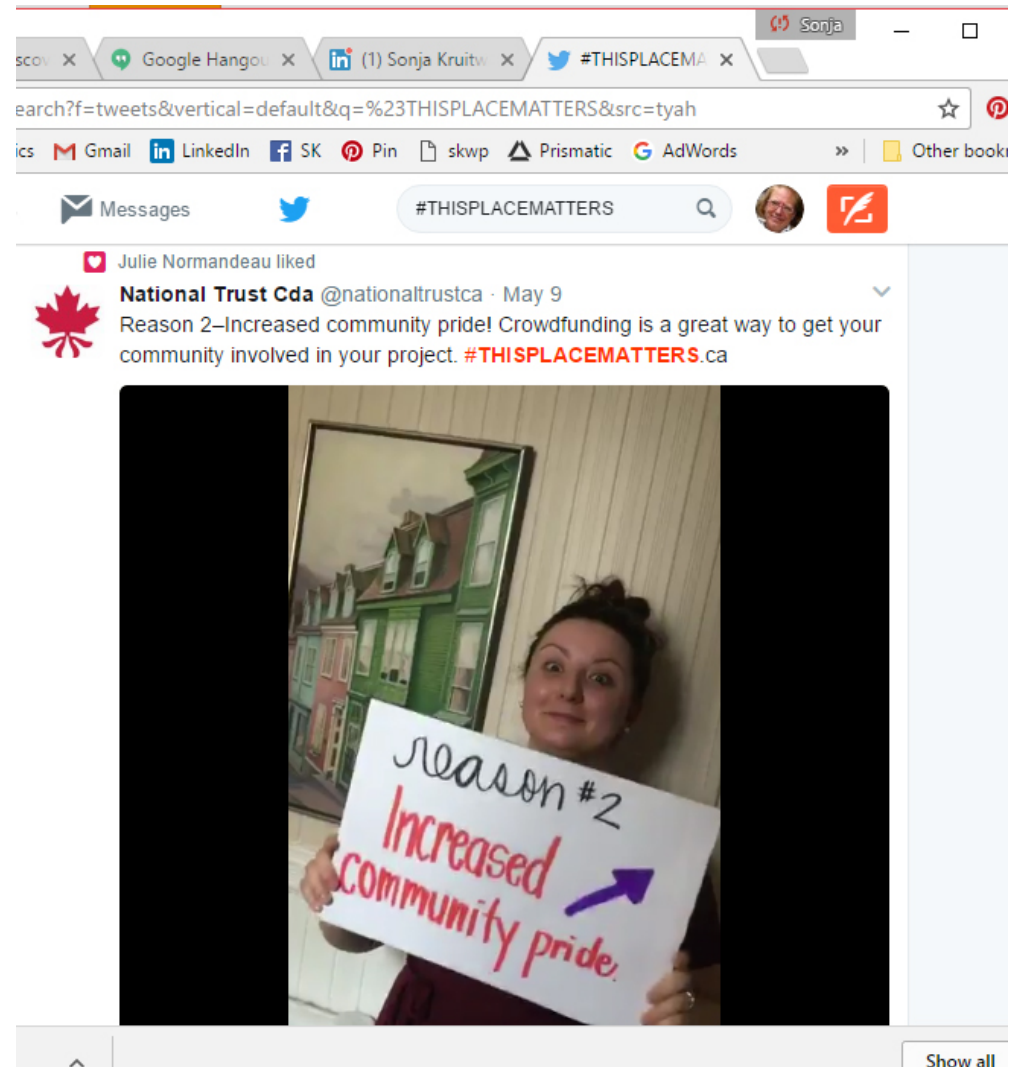 Sonja
scov
Google Hangou
(1) Sonja Kruitw
#THISPLACEMA
earch?f=tweets&vertical=default&q=%23THISPLACEMATTERS&src=tyah
ics Gmail LinkedIn SK Pin skwp Prismatic AdWords » Other bookr
Messages
#THISPLACEMATTERS
Julie Normandeau liked
National Trust Cda @nationaltrustca · May 9
Reason 2–Increased community pride! Crowdfunding is a great way to get your
community involved in your project. #THISPLACEMATTERS.ca
reason #2
Increased
community pride.
Show all